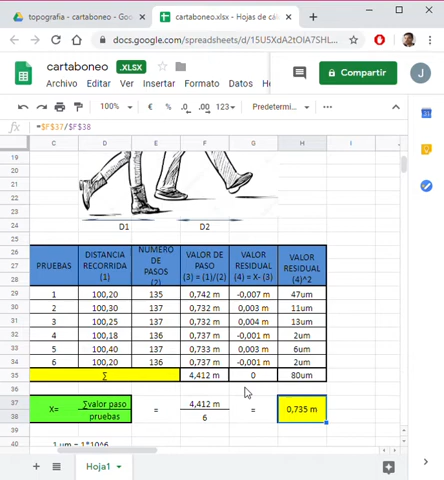 topografia - cartaboneo - Goo
cartaboneo.xlsx - Hojas de cál
docs.google.com/spreadsheets/d/15U5XdA2tOIA7SHL...
cartaboneo .XLSX
Archivo Editar Ver Insertar Formato Datos
Compartir
J
100% € % .0 .00 123 Predetermi...
fx =$F$37/$F$38
C D E F G H I
19
20
21
22
23
24 D1 D2
25
26
27
28
PRUEBAS DISTANCIA RECORRIDA (1) NUMERO DE PASOS (2) VALOR DE PASO (3) = (1)/(2) VALOR RESIDUAL (4) = X- (3) VALOR RESIDUAL (4)^2
29 1 100,20 135 0,742 m -0,007 m 47um
30 2 100,30 137 0,732 m 0,003 m 11um
31 3 100,25 137 0,732 m 0,004 m 13um
32 4 100,18 136 0,737 m -0,001 m 2um
33 5 100,40 137 0,733 m 0,003 m 6um
34 6 100,20 136 0,737 m -0,001 m 2um
35 ∑ 4,412 m 0 80um
36
37 X= ∑valor paso = 4,412 m = 0,735 m
38 pruebas 6
39
40 1 um = 1*10^6
Hoja1